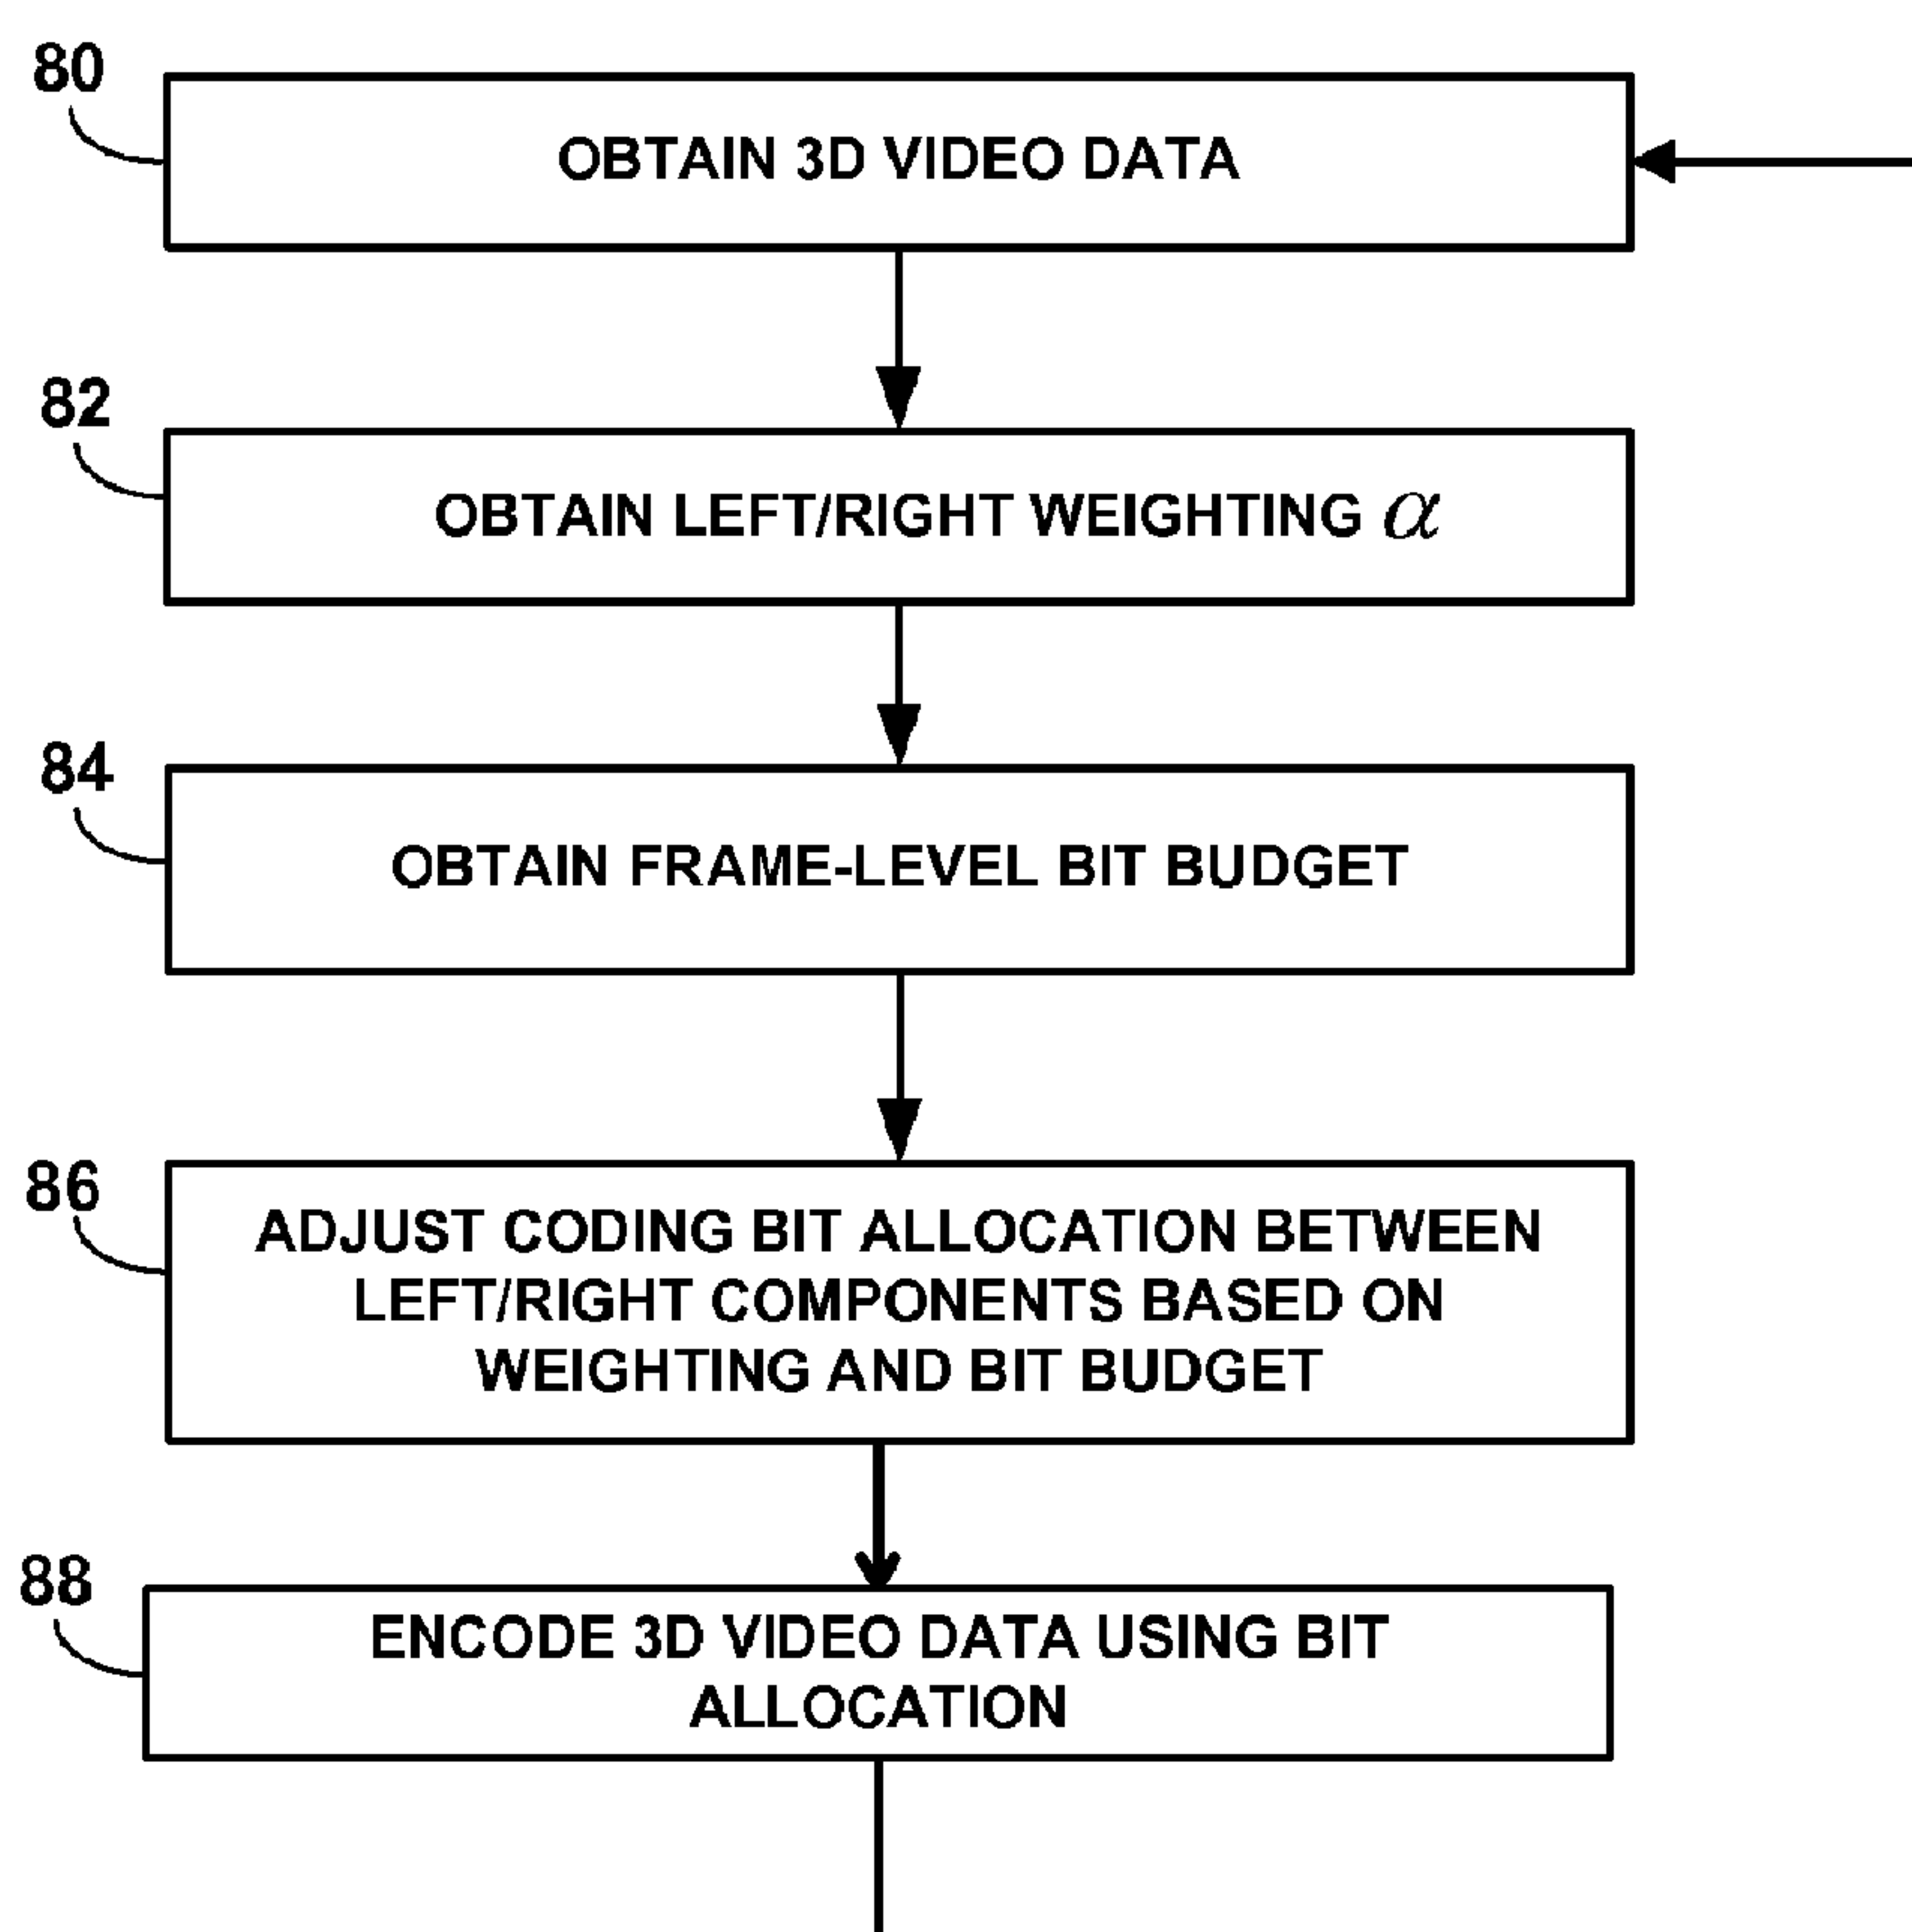 80
OBTAIN 3D VIDEO DATA
82
OBTAIN LEFT/RIGHT WEIGHTING α
84
OBTAIN FRAME-LEVEL BIT BUDGET
86
ADJUST CODING BIT ALLOCATION BETWEEN
LEFT/RIGHT COMPONENTS BASED ON
WEIGHTING AND BIT BUDGET
88
ENCODE 3D VIDEO DATA USING BIT
ALLOCATION